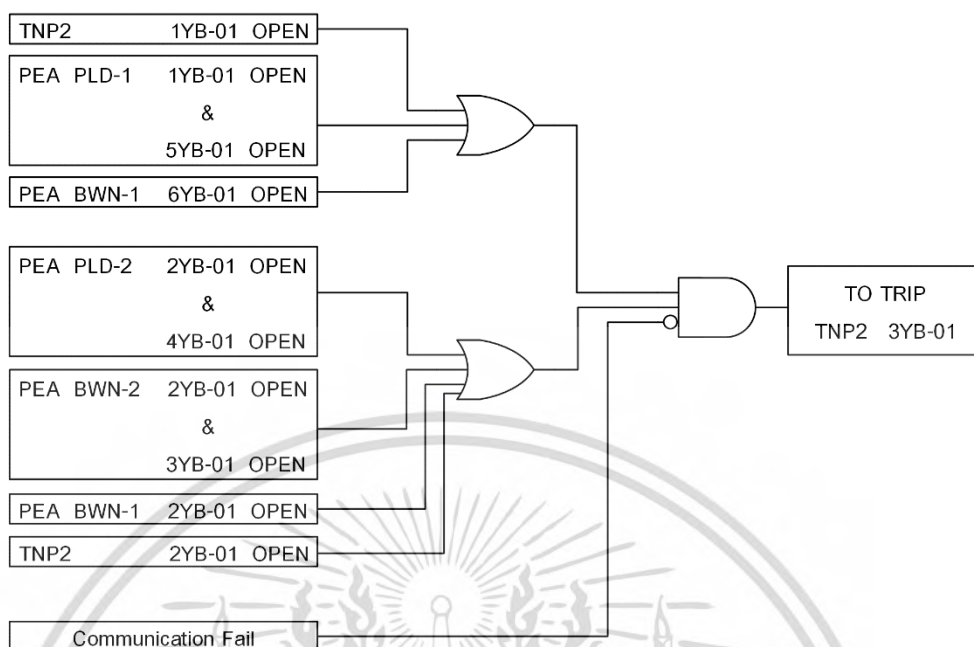 TNP2 1YB-01 OPEN
PEA PLD-1 1YB-01 OPEN
&
5YB-01 OPEN
PEA BWN-1 6YB-01 OPEN
PEA PLD-2 2YB-01 OPEN
&
4YB-01 OPEN
PEA BWN-2 2YB-01 OPEN
&
3YB-01 OPEN
PEA BWN-1 2YB-01 OPEN
TNP2 2YB-01 OPEN
Communication Fail
TO TRIP
TNP2 3YB-01